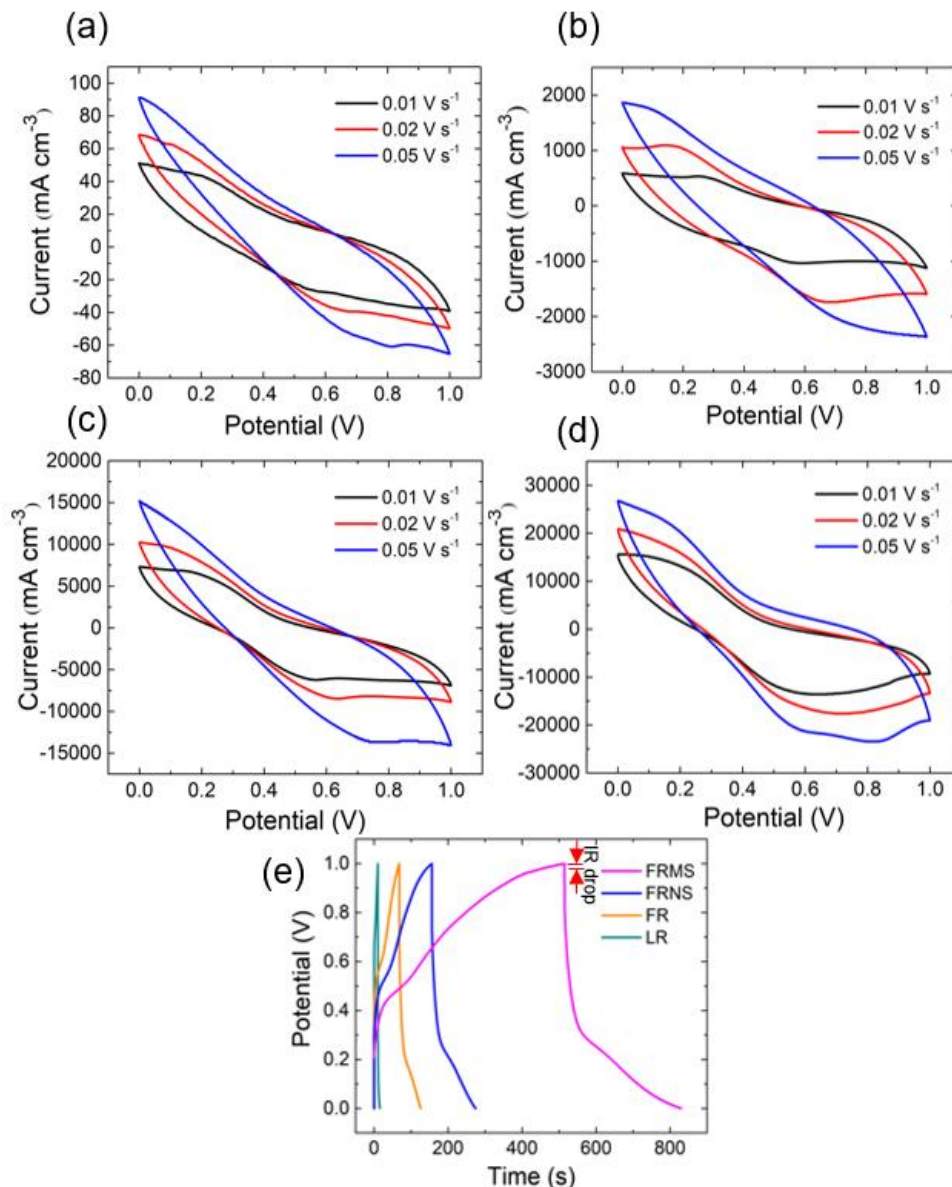 (a)
100
80
60
40
20
0
-20
-40
-60
-80
Current (mA cm⁻³)
0.01 V s⁻¹
0.02 V s⁻¹
0.05 V s⁻¹
0.0 0.2 0.4 0.6 0.8 1.0
Potential (V)
(b)
2000
1000
0
-1000
-2000
-3000
Current (mA cm⁻³)
0.01 V s⁻¹
0.02 V s⁻¹
0.05 V s⁻¹
0.0 0.2 0.4 0.6 0.8 1.0
Potential (V)
(c)
20000
15000
10000
5000
0
-5000
-10000
-15000
Current (mA cm⁻³)
0.01 V s⁻¹
0.02 V s⁻¹
0.05 V s⁻¹
0.0 0.2 0.4 0.6 0.8 1.0
Potential (V)
(d)
30000
20000
10000
0
-10000
-20000
-30000
Current (mA cm⁻³)
0.01 V s⁻¹
0.02 V s⁻¹
0.05 V s⁻¹
0.0 0.2 0.4 0.6 0.8 1.0
Potential (V)
(e)
1.0
0.8
0.6
0.4
0.2
0.0
Potential (V)
IR drop
FRMS
FRNS
FR
LR
0 200 400 600 800
Time (s)